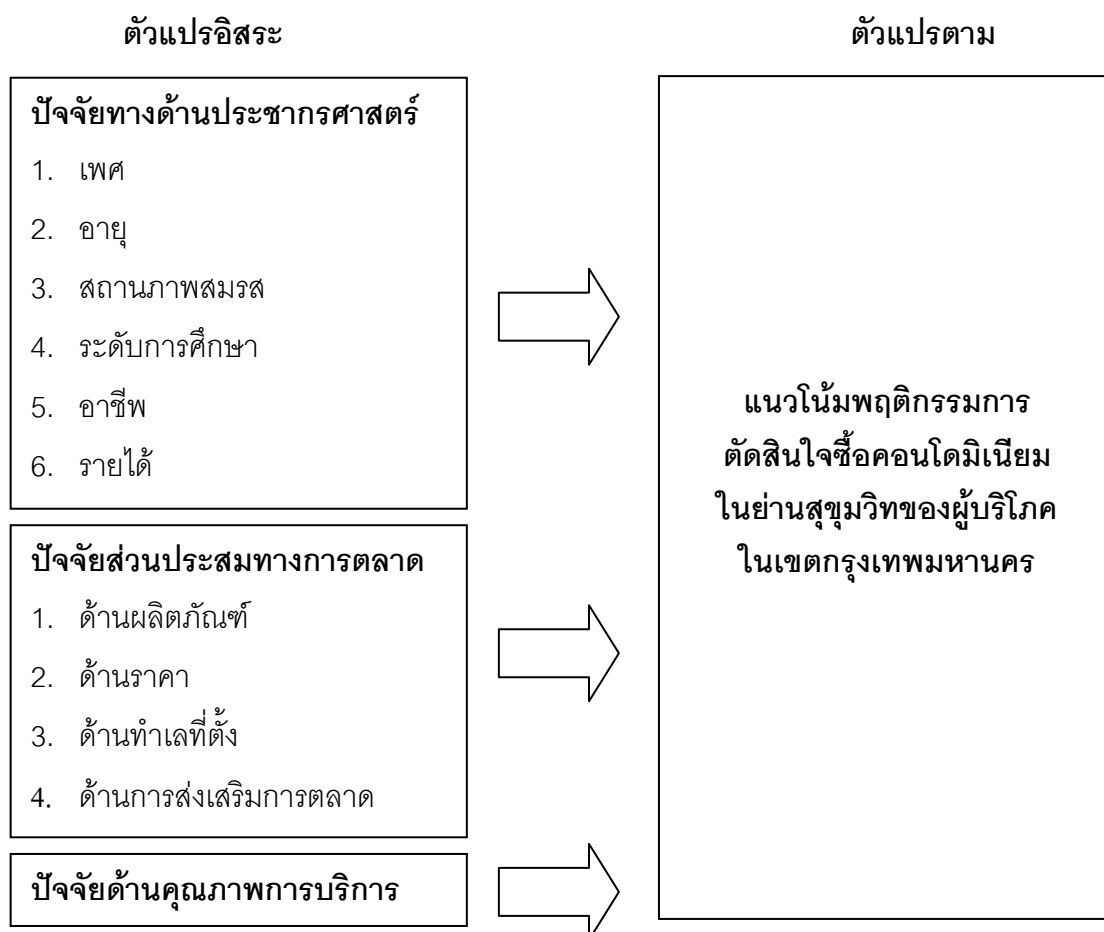 ตัวแปรอิสระ
ตัวแปรตาม
ปัจจัยทางด้านประชากรศาสตร์
1. เพศ
2. อายุ
3. สถานภาพสมรส
4. ระดับการศึกษา
5. อาชีพ
6. รายได้
ปัจจัยส่วนประสมทางการตลาด
1. ด้านผลิตภัณฑ์
2. ด้านราคา
3. ด้านทำเลที่ตั้ง
4. ด้านการส่งเสริมการตลาด
ปัจจัยด้านคุณภาพการบริการ
แนวโน้มพฤติกรรมการ
ตัดสินใจซื้อคอนโดมิเนียม
ในย่านสุขุมวิทของผู้บริโภค
ในเขตกรุงเทพมหานคร